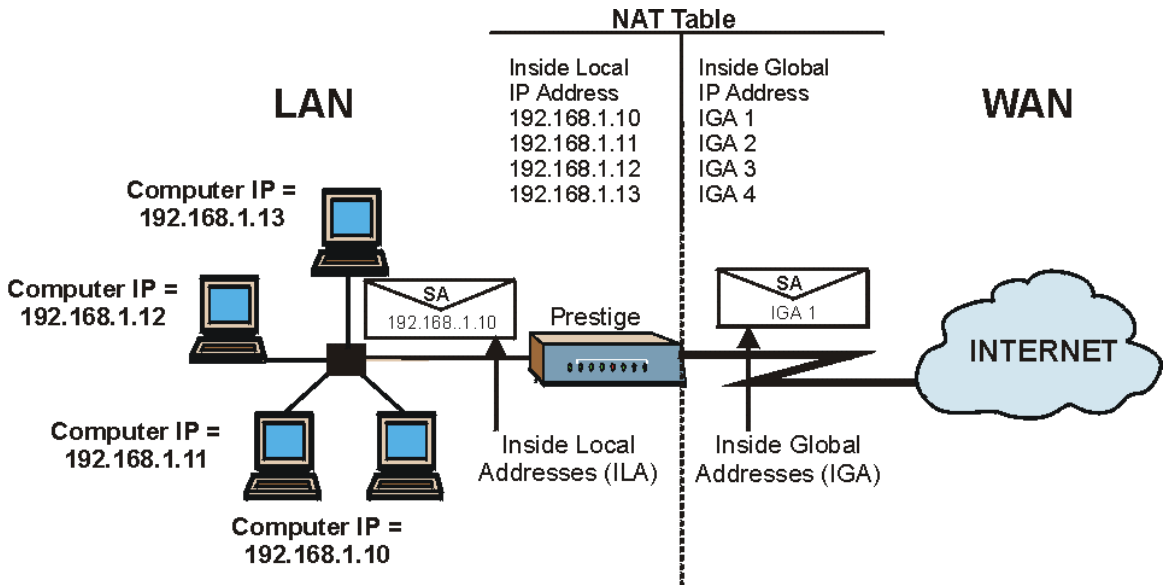 NAT Table
Inside Local
IP Address
192.168.1.10
192.168.1.11
192.168.1.12
192.168.1.13
Inside Global
IP Address
IGA 1
IGA 2
IGA 3
IGA 4
LAN
WAN
Computer IP =
192.168.1.13
Computer IP =
192.168.1.12
SA
192.168..1.10
Prestige
SA
IGA 1
INTERNET
Computer IP =
192.168.1.11
Inside Local
Addresses (ILA)
Inside Global
Addresses (IGA)
Computer IP =
192.168.1.10